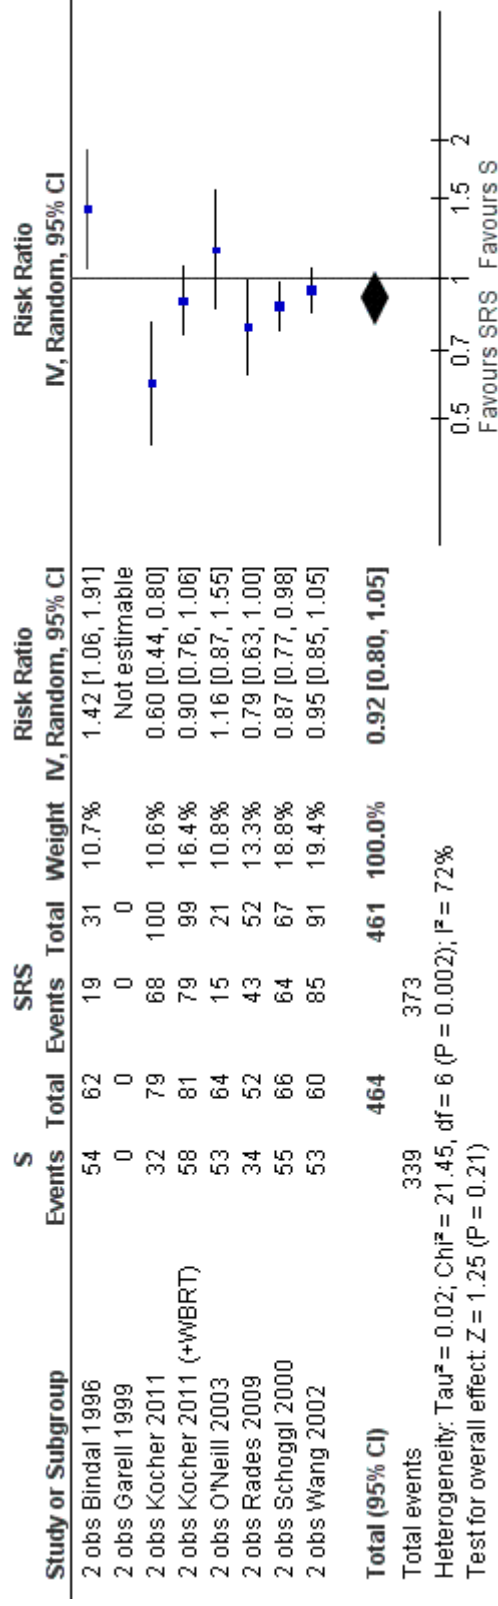 S SRS Risk Ratio Risk Ratio
Study or Subgroup Events Total Events Total Weight IV, Random, 95% CI IV, Random, 95% CI
2 obs Bindal 1996 54 62 19 31 10.7% 1.42 [1.06, 1.91]
2 obs Garell 1999 0 0 0 0 Not estimable
2 obs Kocher 2011 32 79 68 100 10.6% 0.60 [0.44, 0.80]
2 obs Kocher 2011 (+WBRT) 58 81 79 99 16.4% 0.90 [0.76, 1.06]
2 obs O'Neill 2003 53 64 15 21 10.8% 1.16 [0.87, 1.55]
2 obs Rades 2009 34 52 43 52 13.3% 0.79 [0.63, 1.00]
2 obs Schoggl 2000 55 66 64 67 18.8% 0.87 [0.77, 0.98]
2 obs Wang 2002 53 60 85 91 19.4% 0.95 [0.85, 1.05]
Total (95% CI) 464 461 100.0% 0.92 [0.80, 1.05]
Total events 339 373
Heterogeneity: Tau² = 0.02; Chi² = 21.45, df = 6 (P = 0.002); I² = 72%
Test for overall effect: Z = 1.25 (P = 0.21)
0.5 0.7 1 1.5 2
Favours SRS Favours S